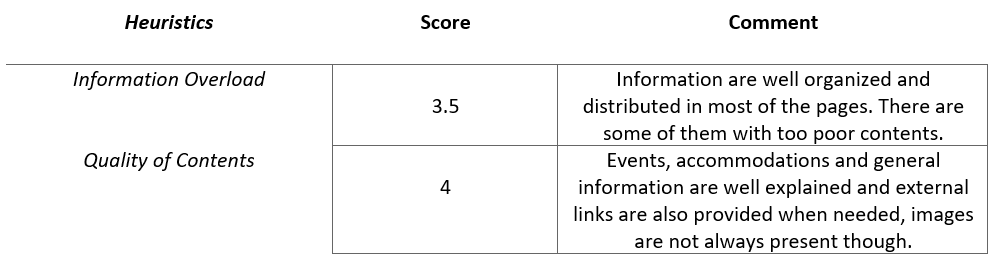 Heuristics Score Comment
Information Overload
3.5
Information are well organized and
distributed in most of the pages. There are
some of them with too poor contents.
Quality of Contents
4
Events, accommodations and general
information are well explained and external
links are also provided when needed, images
are not always present though.